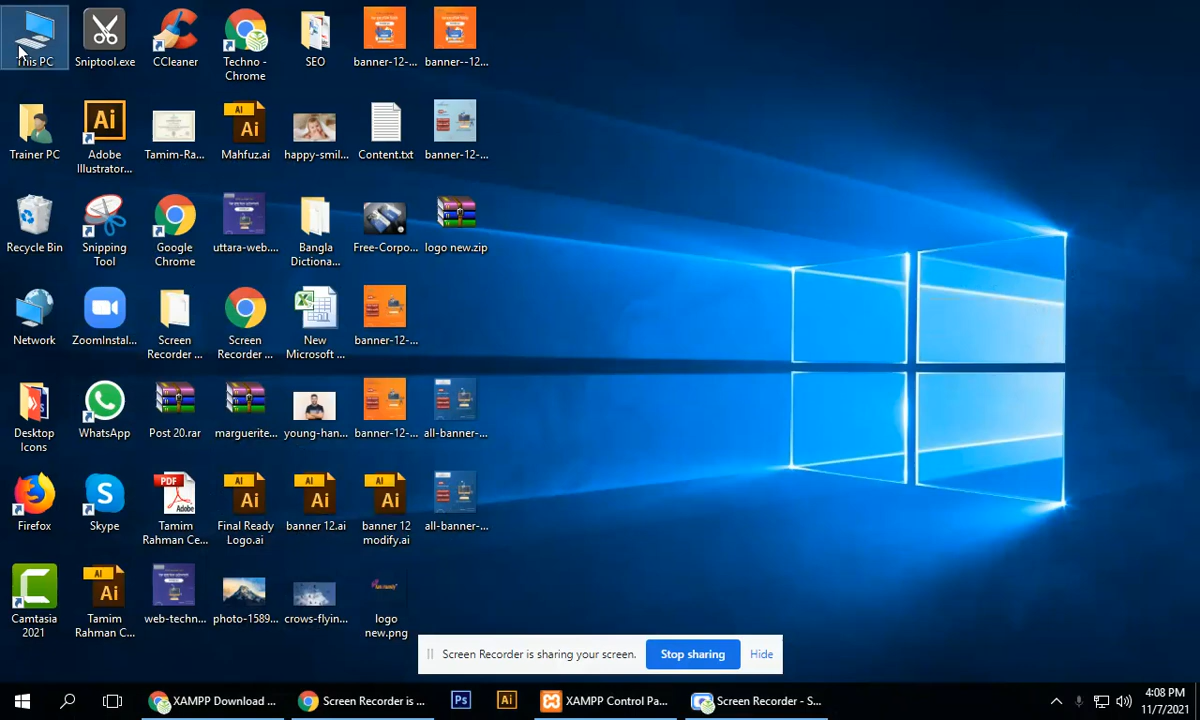 This PC
Sniptool.exe
CCleaner
Techno -
Chrome
SEO
banner-12-...
banner--12...
Trainer PC
Adobe
Illustrator...
Tamim-Ra...
Mahfuz.ai
happy-smil...
Content.txt
banner-12-...
Recycle Bin
Snipping
Tool
Google
Chrome
uttara-web....
Bangla
Dictiona...
Free-Corpo...
logo new.zip
Network
ZoomInstal...
Screen
Recorder ...
Screen
Recorder ...
New
Microsoft ...
banner-12-...
Desktop
Icons
WhatsApp
Post 20.rar
marguerite...
young-han...
banner-12-...
all-banner-...
Firefox
Skype
Tamim
Rahman Ce...
Final Ready
Logo.ai
banner 12.ai
banner 12
modify.ai
all-banner-...
Camtasia
2021
Tamim
Rahman C...
web-techn...
photo-1589...
crows-flyin...
logo
new.png
Screen Recorder is sharing your screen.
Stop sharing
Hide
XAMPP Download ...
Screen Recorder is ...
Ps
Ai
XAMPP Control Pa...
Screen Recorder - S...
4:08 PM
11/7/2021